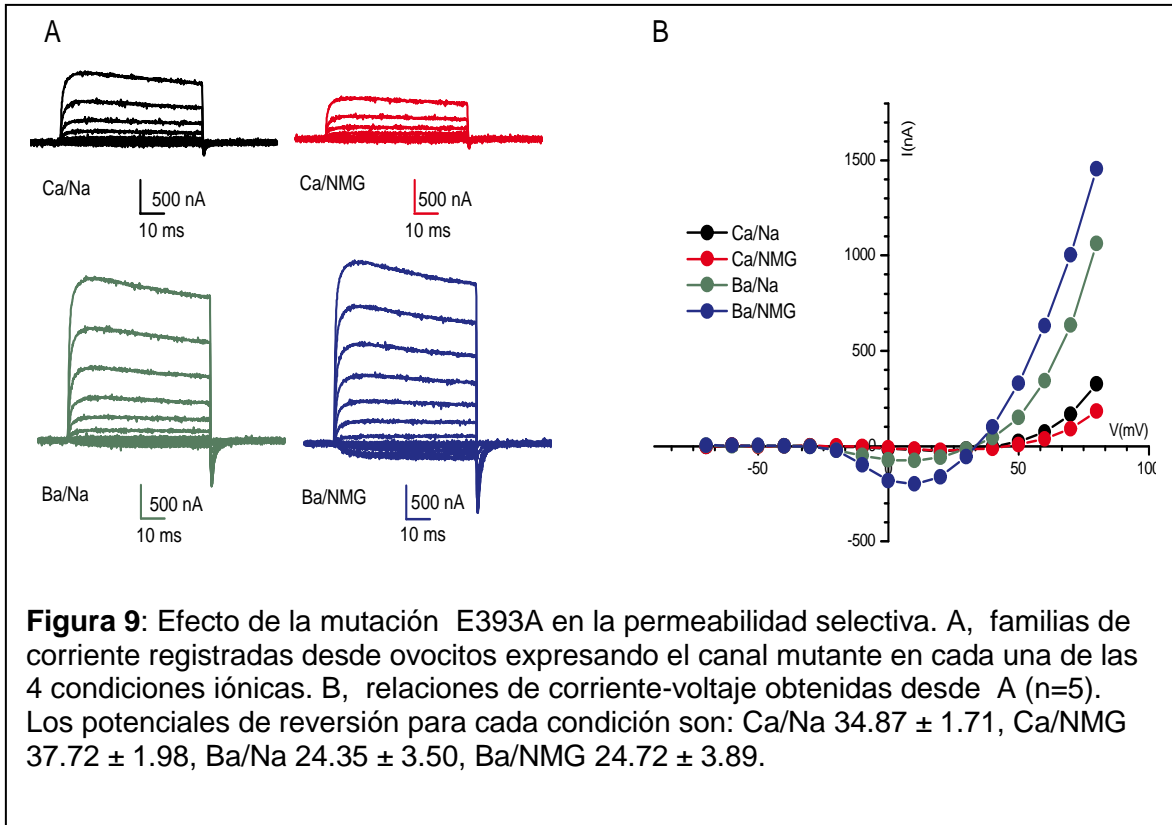 A
Ca/Na
500 nA
10 ms
Ca/NMG
500 nA
10 ms
Ba/Na
500 nA
10 ms
Ba/NMG
500 nA
10 ms
B
I(nA)
1500
1000
500
0
-500
-50
0
50
100
V(mV)
Ca/Na
Ca/NMG
Ba/Na
Ba/NMG
Figura 9: Efecto de la mutación E393A en la permeabilidad selectiva. A, familias de
corriente registradas desde ovocitos expresando el canal mutante en cada una de las
4 condiciones iónicas. B, relaciones de corriente-voltaje obtenidas desde A (n=5).
Los potenciales de reversión para cada condición son: Ca/Na 34.87 ± 1.71, Ca/NMG
37.72 ± 1.98, Ba/Na 24.35 ± 3.50, Ba/NMG 24.72 ± 3.89.